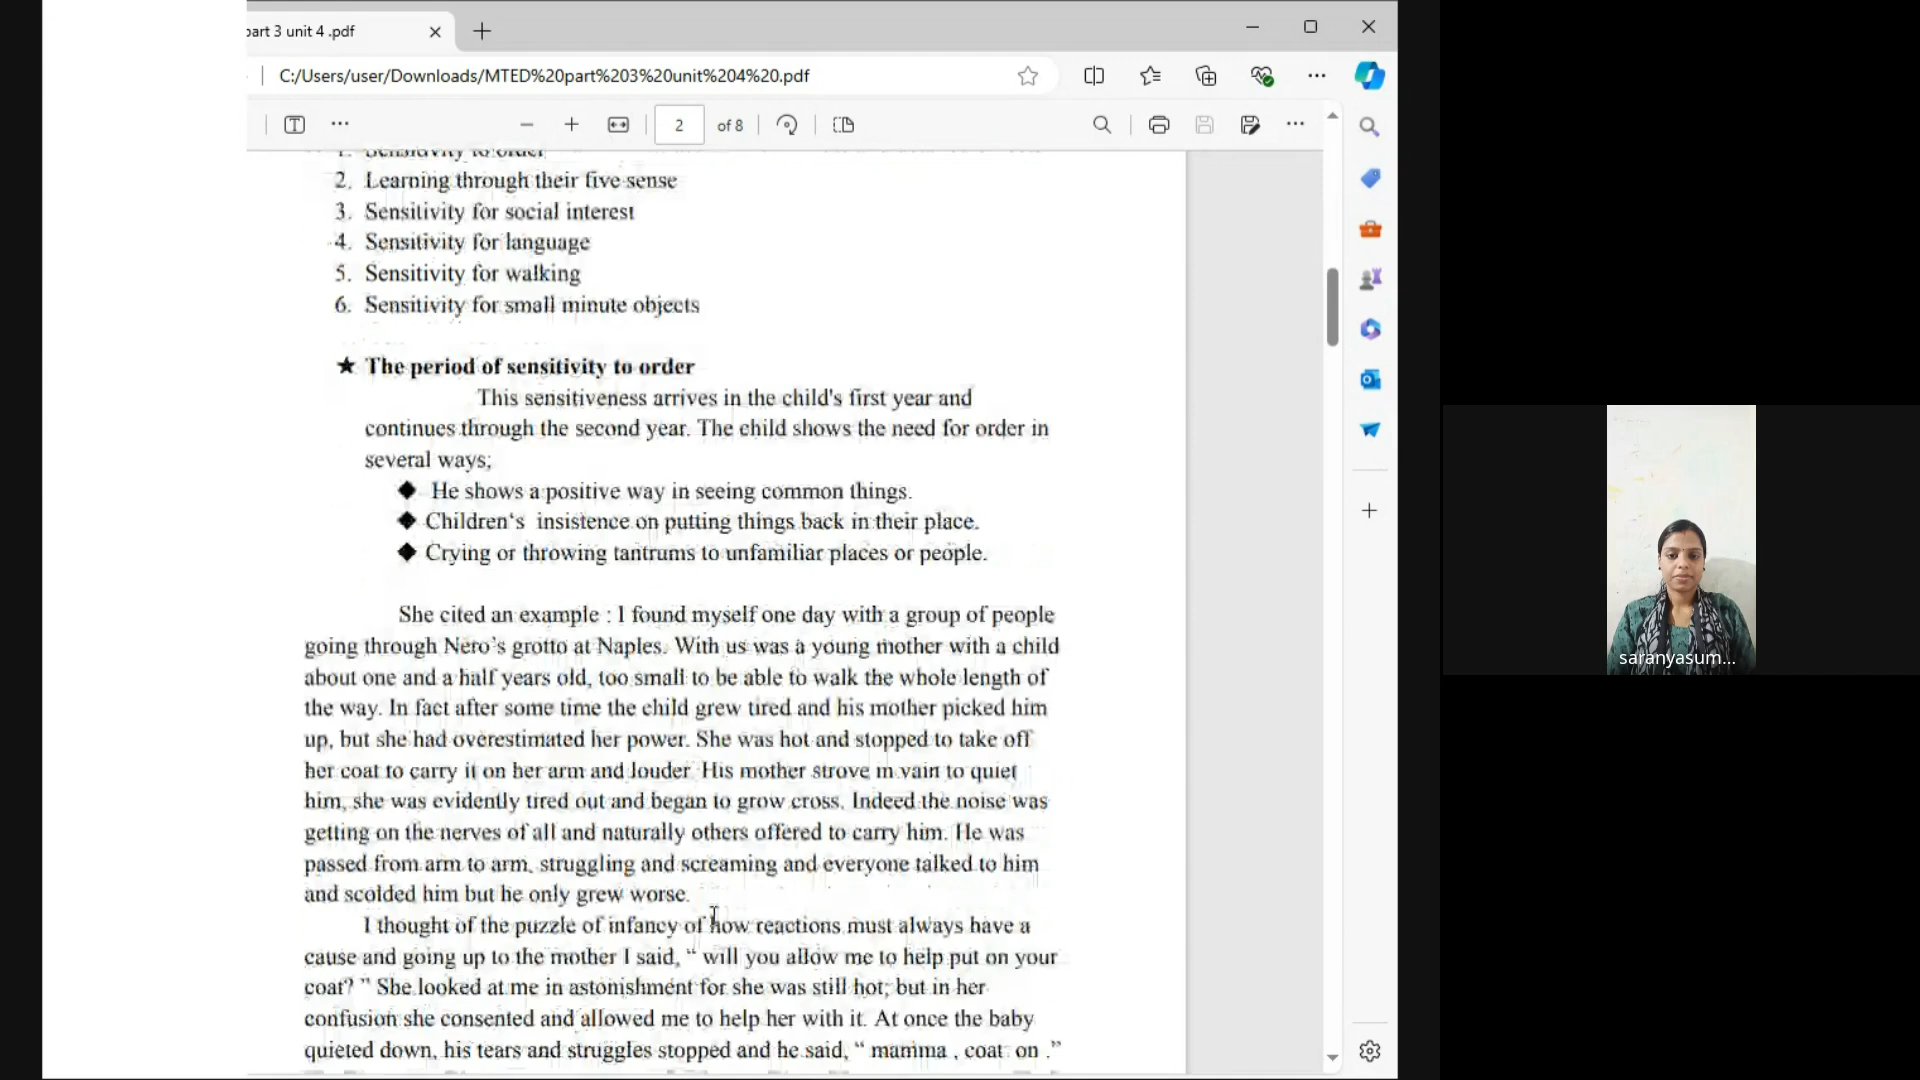 part 3 unit 4 .pdf
C:/Users/user/Downloads/MTED%20part%203%20unit%204%20.pdf
2 of 8
1. Sensitivity to order
2. Learning through their five sense
3. Sensitivity for social interest
4. Sensitivity for language
5. Sensitivity for walking
6. Sensitivity for small minute objects
★ The period of sensitivity to order
This sensitiveness arrives in the child's first year and
continues through the second year. The child shows the need for order in
several ways;
◆ He shows a positive way in seeing common things.
◆ Children‘s insistence on putting things back in their place.
◆ Crying or throwing tantrums to unfamiliar places or people.
She cited an example : I found myself one day with a group of people
going through Nero’s grotto at Naples. With us was a young mother with a child
about one and a half years old, too small to be able to walk the whole length of
the way. In fact after some time the child grew tired and his mother picked him
up, but she had overestimated her power. She was hot and stopped to take off
her coat to carry it on her arm and louder. His mother strove in vain to quiet
him, she was evidently tired out and began to grow cross. Indeed the noise was
getting on the nerves of all and naturally others offered to carry him. He was
passed from arm to arm, struggling and screaming and everyone talked to him
and scolded him but he only grew worse.
I thought of the puzzle of infancy of how reactions must always have a
cause and going up to the mother I said, “ will you allow me to help put on your
coat? ” She looked at me in astonishment for she was still hot; but in her
confusion she consented and allowed me to help her with it. At once the baby
quieted down, his tears and struggles stopped and he said, “ mamma , coat on .”
saranyasum...